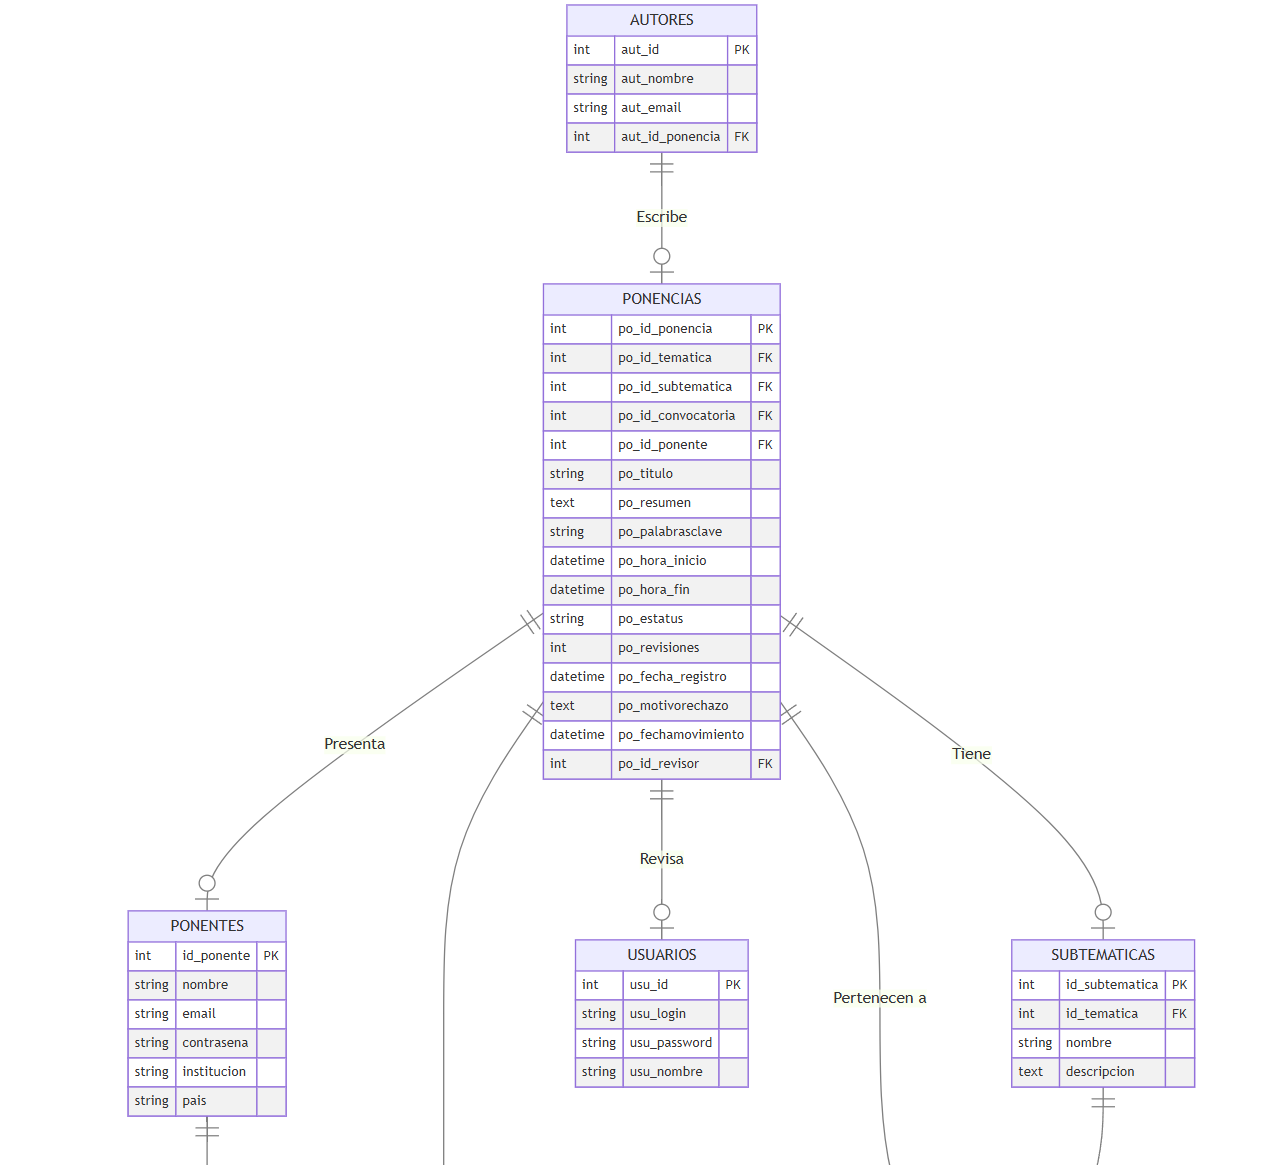 AUTORES
int aut_id PK
string aut_nombre
string aut_email
int aut_id_ponencia FK
Escribe
PONENCIAS
int po_id_ponencia PK
int po_id_tematica FK
int po_id_subtematica FK
int po_id_convocatoria FK
int po_id_ponente FK
string po_titulo
text po_resumen
string po_palabrasclave
datetime po_hora_inicio
datetime po_hora_fin
string po_estatus
int po_revisiones
datetime po_fecha_registro
text po_motivorechazo
datetime po_fechamovimiento
int po_id_revisor FK
Presenta
Tiene
Revisa
Pertenecen a
PONENTES
int id_ponente PK
string nombre
string email
string contrasena
string institucion
string pais
USUARIOS
int usu_id PK
string usu_login
string usu_password
string usu_nombre
SUBTEMATICAS
int id_subtematica PK
int id_tematica FK
string nombre
text descripcion